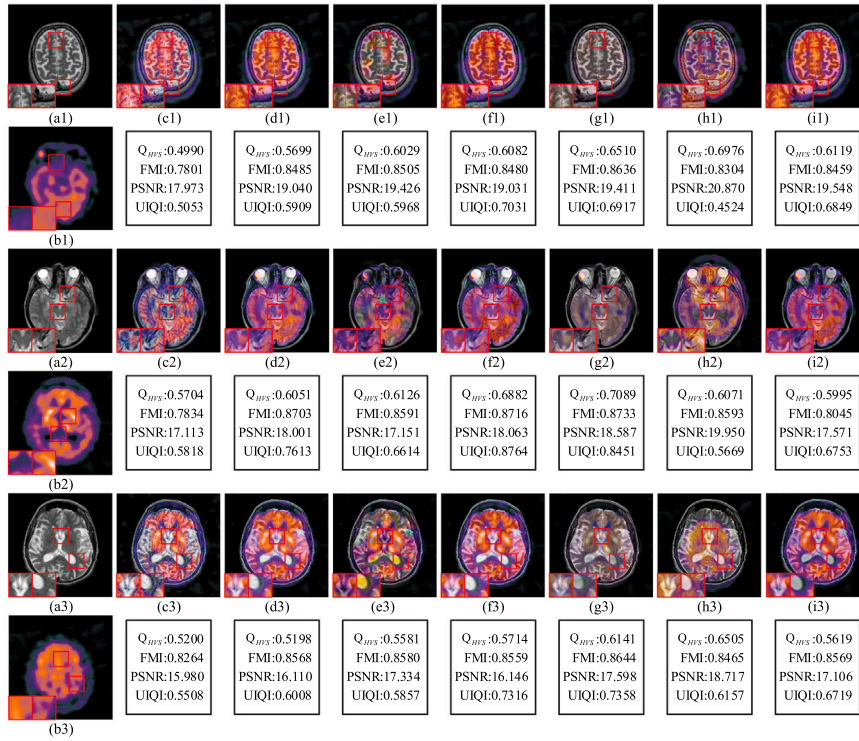 (a1) (c1) (d1) (e1) (f1) (g1) (h1) (i1)
Q_HVS:0.4990 Q_HVS:0.5699 Q_HVS:0.6029 Q_HVS:0.6082 Q_HVS:0.6510 Q_HVS:0.6976 Q_HVS:0.6119
FMI:0.7801 FMI:0.8485 FMI:0.8505 FMI:0.8480 FMI:0.8636 FMI:0.8304 FMI:0.8459
PSNR:17.973 PSNR:19.040 PSNR:19.426 PSNR:19.031 PSNR:19.411 PSNR:20.870 PSNR:19.548
UIQI:0.5053 UIQI:0.5909 UIQI:0.5968 UIQI:0.7031 UIQI:0.6917 UIQI:0.4524 UIQI:0.6849
(b1)
(a2) (c2) (d2) (e2) (f2) (g2) (h2) (i2)
Q_HVS:0.5704 Q_HVS:0.6051 Q_HVS:0.6126 Q_HVS:0.6882 Q_HVS:0.7089 Q_HVS:0.6071 Q_HVS:0.5995
FMI:0.7834 FMI:0.8703 FMI:0.8591 FMI:0.8716 FMI:0.8733 FMI:0.8593 FMI:0.8045
PSNR:17.113 PSNR:18.001 PSNR:17.151 PSNR:18.063 PSNR:18.587 PSNR:19.950 PSNR:17.571
UIQI:0.5818 UIQI:0.7613 UIQI:0.6614 UIQI:0.8764 UIQI:0.8451 UIQI:0.5669 UIQI:0.6753
(b2)
(a3) (c3) (d3) (e3) (f3) (g3) (h3) (i3)
Q_HVS:0.5200 Q_HVS:0.5198 Q_HVS:0.5581 Q_HVS:0.5714 Q_HVS:0.6141 Q_HVS:0.6505 Q_HVS:0.5619
FMI:0.8264 FMI:0.8568 FMI:0.8580 FMI:0.8559 FMI:0.8644 FMI:0.8465 FMI:0.8569
PSNR:15.980 PSNR:16.110 PSNR:17.334 PSNR:16.146 PSNR:17.598 PSNR:18.717 PSNR:17.106
UIQI:0.5508 UIQI:0.6008 UIQI:0.5857 UIQI:0.7316 UIQI:0.7358 UIQI:0.6157 UIQI:0.6719
(b3)